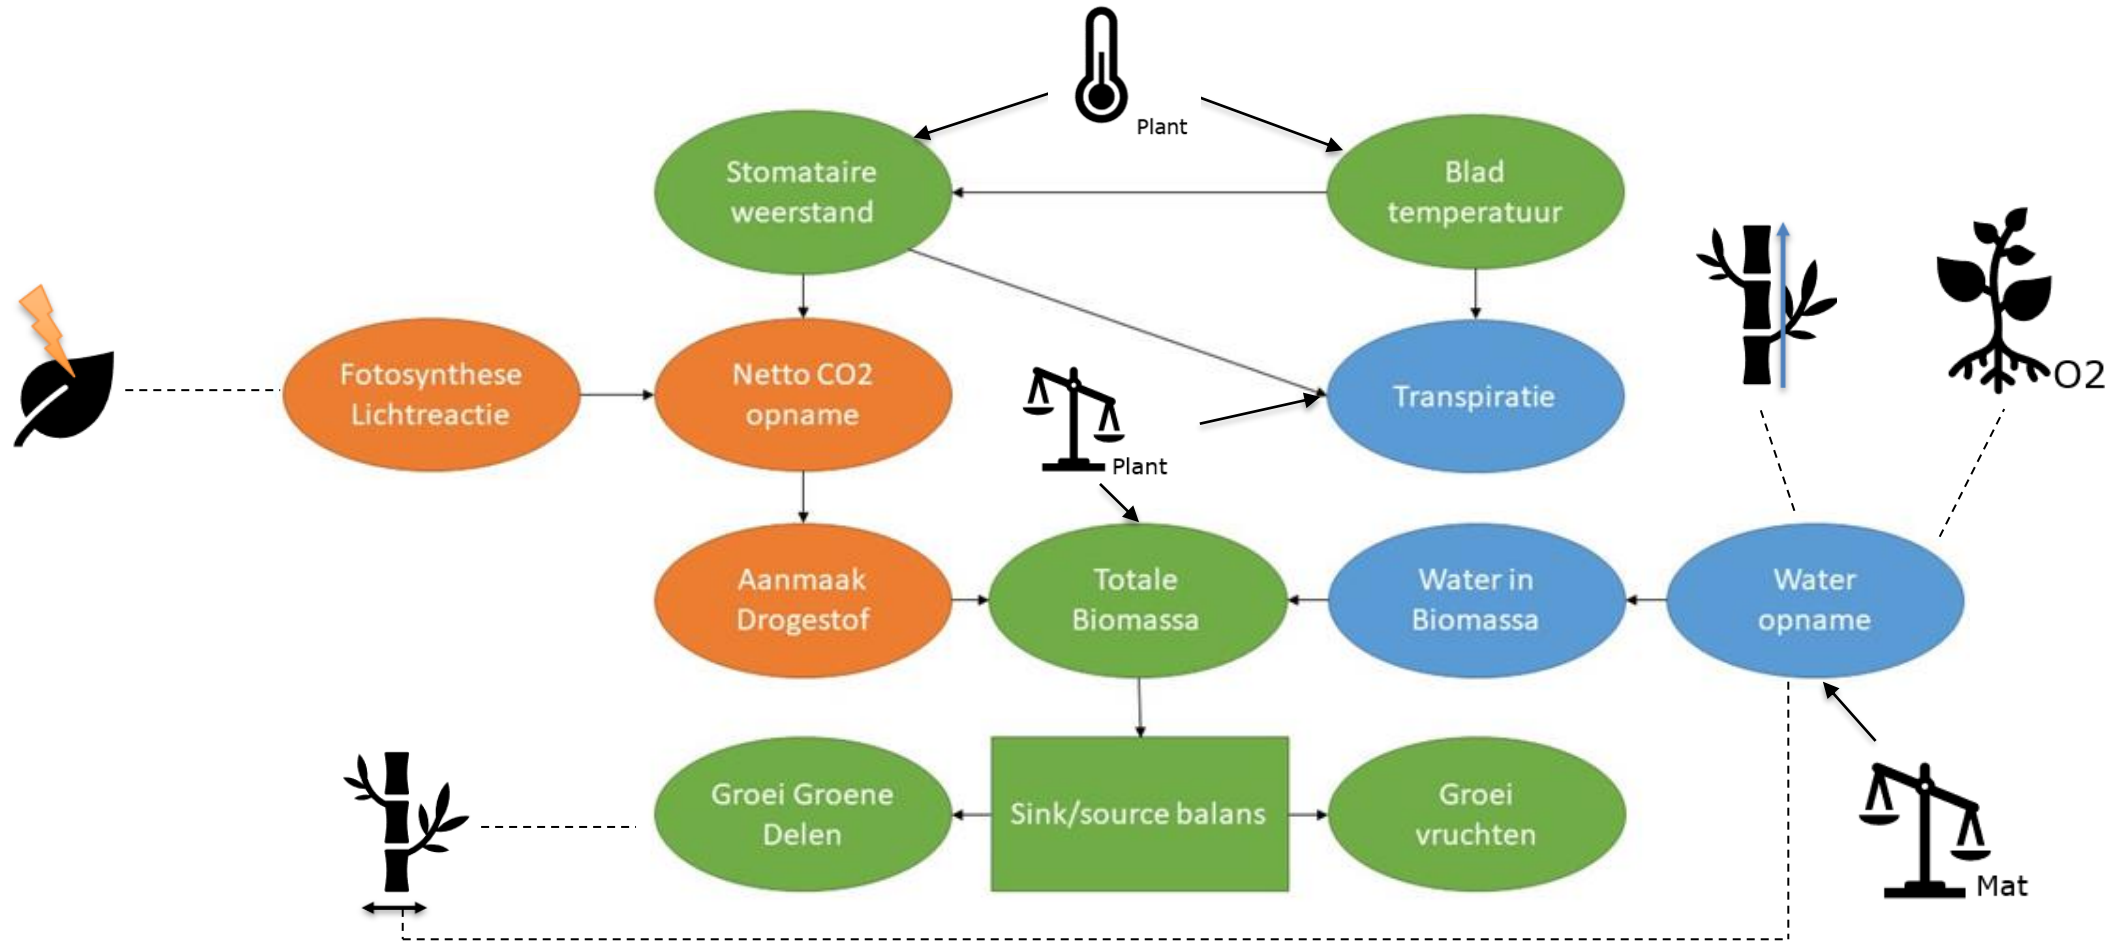 Plant
Stomataire
weerstand
Blad
temperatuur
Fotosynthese
Lichtreactie
Netto CO2
opname
Transpiratie
O2
Plant
Aanmaak
Drogestof
Totale
Biomassa
Water in
Biomassa
Water
opname
Groei Groene
Delen
Sink/source balans
Groei
vruchten
Mat